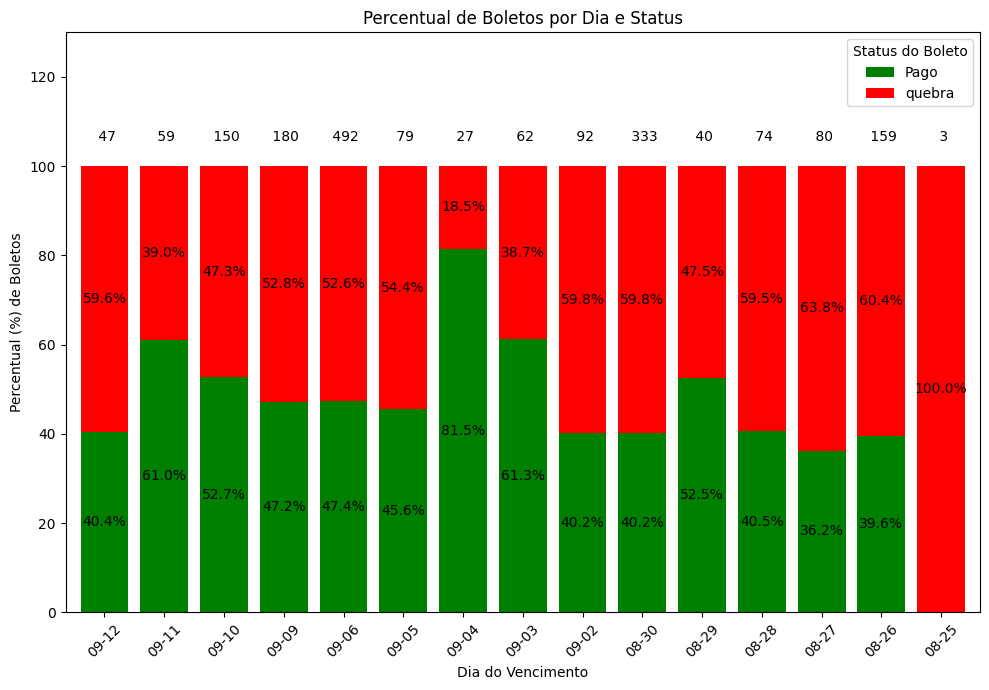 Percentual de Boletos por Dia e Status
Status do Boleto
Pago
quebra
Percentual (%) de Boletos
120
100
80
60
40
20
0
47 59 150 180 492 79 27 62 92 333 40 74 80 159 3
59.6% 39.0% 47.3% 52.8% 52.6% 54.4% 18.5% 38.7% 59.8% 59.8% 47.5% 59.5% 63.8% 60.4% 100.0%
40.4% 61.0% 52.7% 47.2% 47.4% 45.6% 81.5% 61.3% 40.2% 40.2% 52.5% 40.5% 36.2% 39.6%
09-12 09-11 09-10 09-09 09-06 09-05 09-04 09-03 09-02 08-30 08-29 08-28 08-27 08-26 08-25
Dia do Vencimento